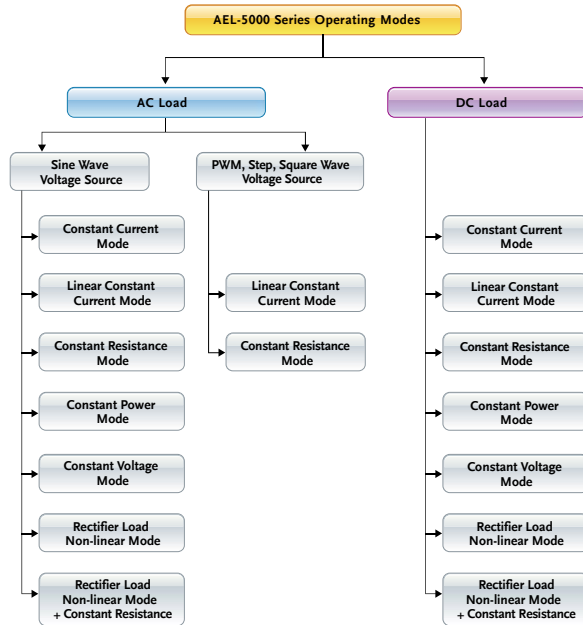 AEL-5000 Series Operating Modes
AC Load
DC Load
Sine Wave
Voltage Source
PWM, Step, Square Wave
Voltage Source
Constant Current
Mode
Linear Constant
Current Mode
Constant Resistance
Mode
Constant Power
Mode
Constant Voltage
Mode
Rectifier Load
Non-linear Mode
Rectifier Load
Non-linear Mode
+ Constant Resistance
Linear Constant
Current Mode
Constant Resistance
Mode
Constant Current
Mode
Linear Constant
Current Mode
Constant Resistance
Mode
Constant Power
Mode
Constant Voltage
Mode
Rectifier Load
Non-linear Mode
Rectifier Load
Non-linear Mode
+ Constant Resistance